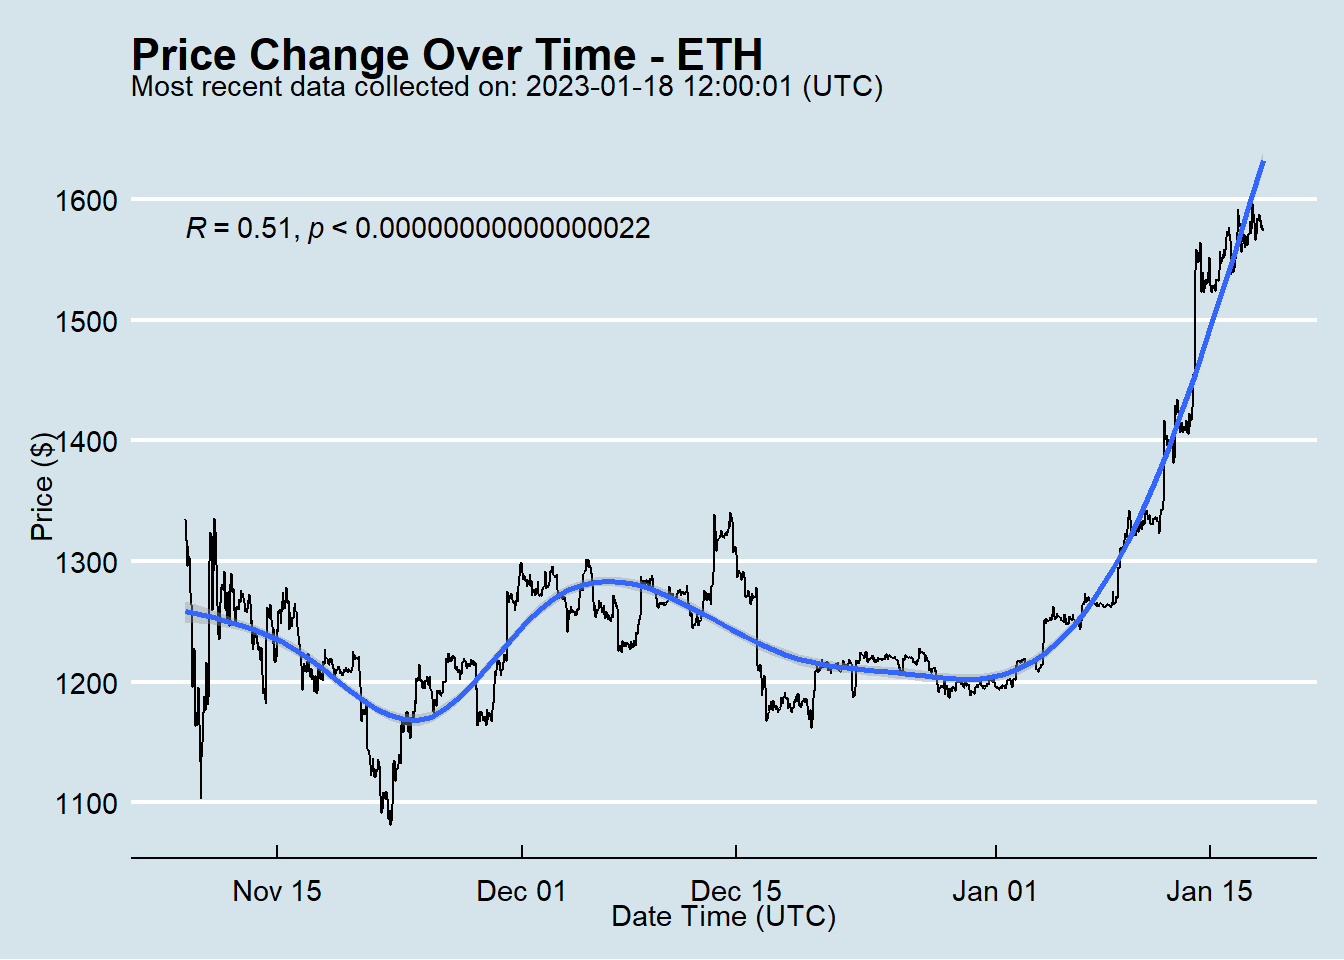 Price Change Over Time - ETH
Most recent data collected on: 2023-01-18 12:00:01 (UTC)
R = 0.51, p < 0.00000000000000022
1600
1500
1400
1300
1200
1100
Price ($)
Nov 15 Dec 01 Dec 15 Jan 01 Jan 15
Date Time (UTC)